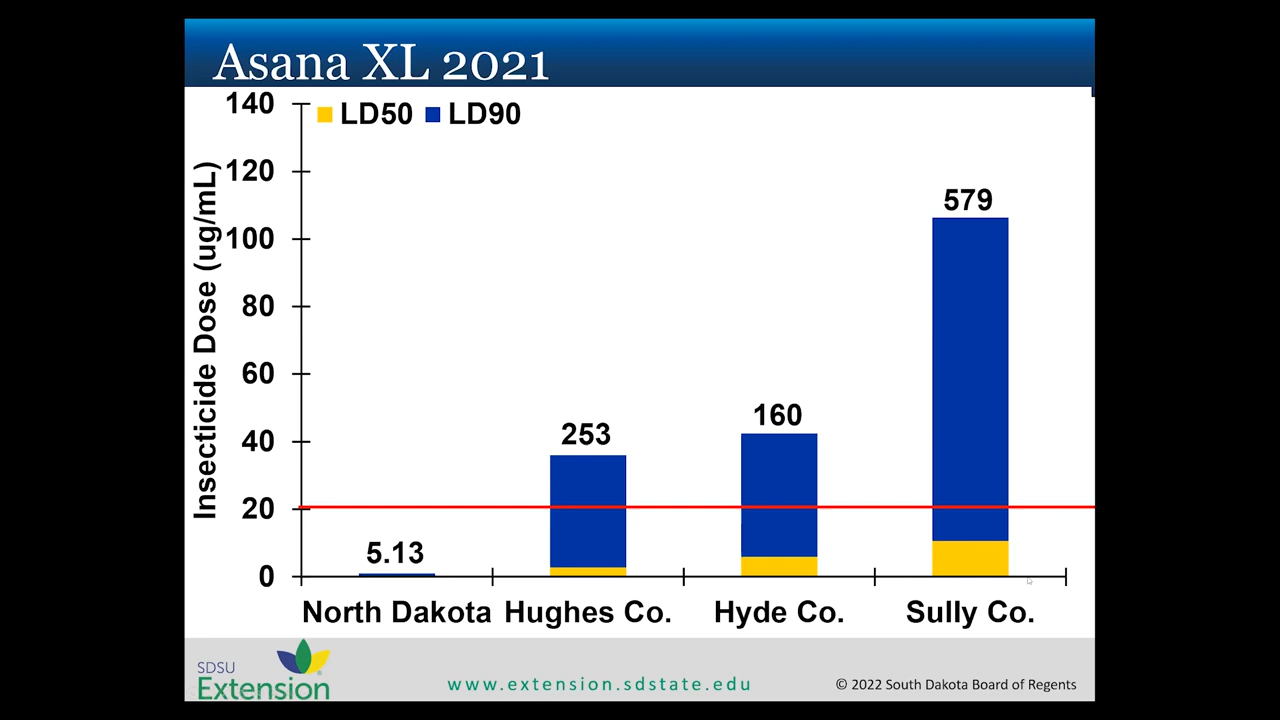 Asana XL 2021
LD50 LD90
Insecticide Dose (ug/mL)
140
120
100
80
60
40
20
0
5.13
253
160
579
North Dakota Hughes Co. Hyde Co. Sully Co.
SDSU
Extension
www.extension.sdstate.edu
© 2022 South Dakota Board of Regents